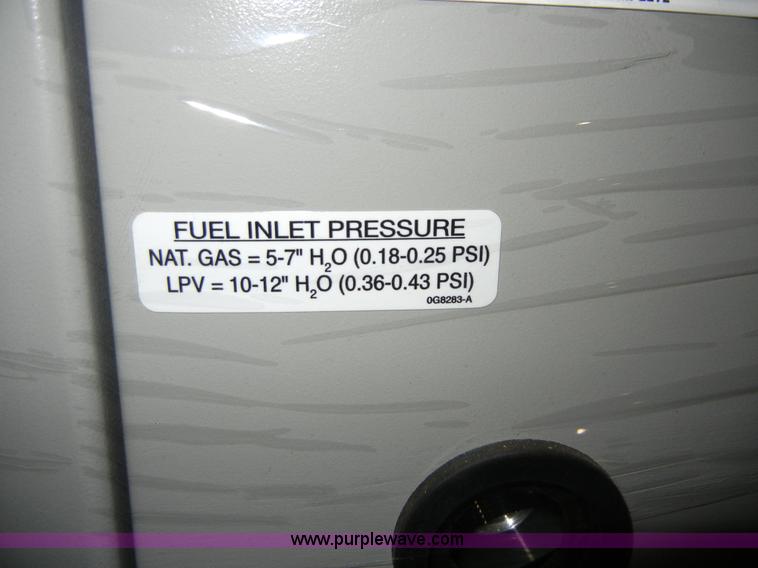 FUEL INLET PRESSURE
NAT. GAS = 5-7" H₂O (0.18-0.25 PSI)
LPV = 10-12" H₂O (0.36-0.43 PSI)
0G8283-A
www.purplewave.com